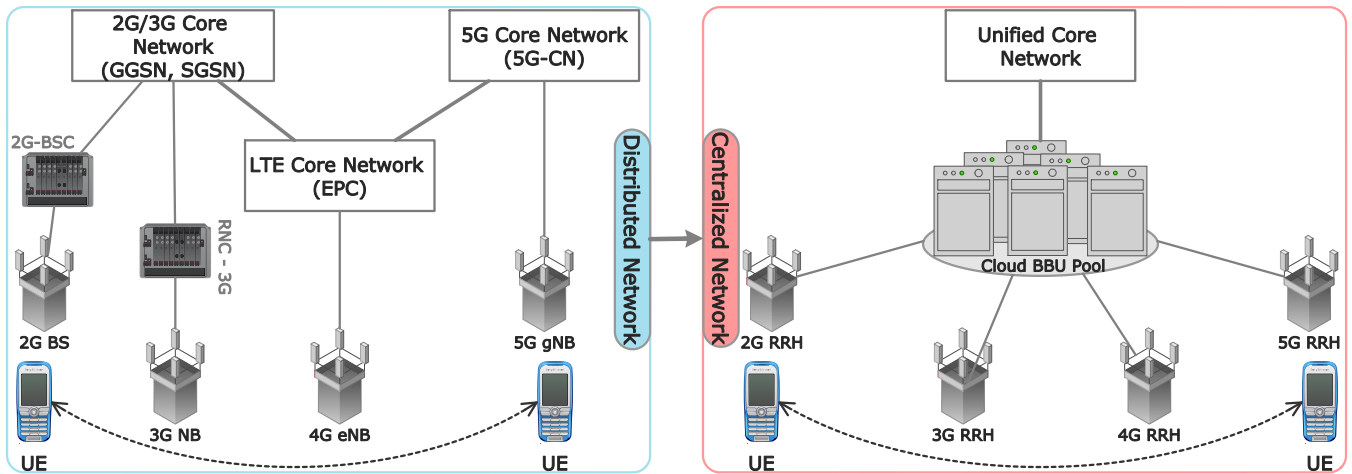 2G/3G Core
Network
(GGSN, SGSN)
5G Core Network
(5G-CN)
2G-BSC
LTE Core Network
(EPC)
RNC - 3G
2G BS
3G NB
4G eNB
5G gNB
UE
UE
Distributed Network
Centralized Network
Unified Core
Network
Cloud BBU Pool
2G RRH
3G RRH
4G RRH
5G RRH
UE
UE